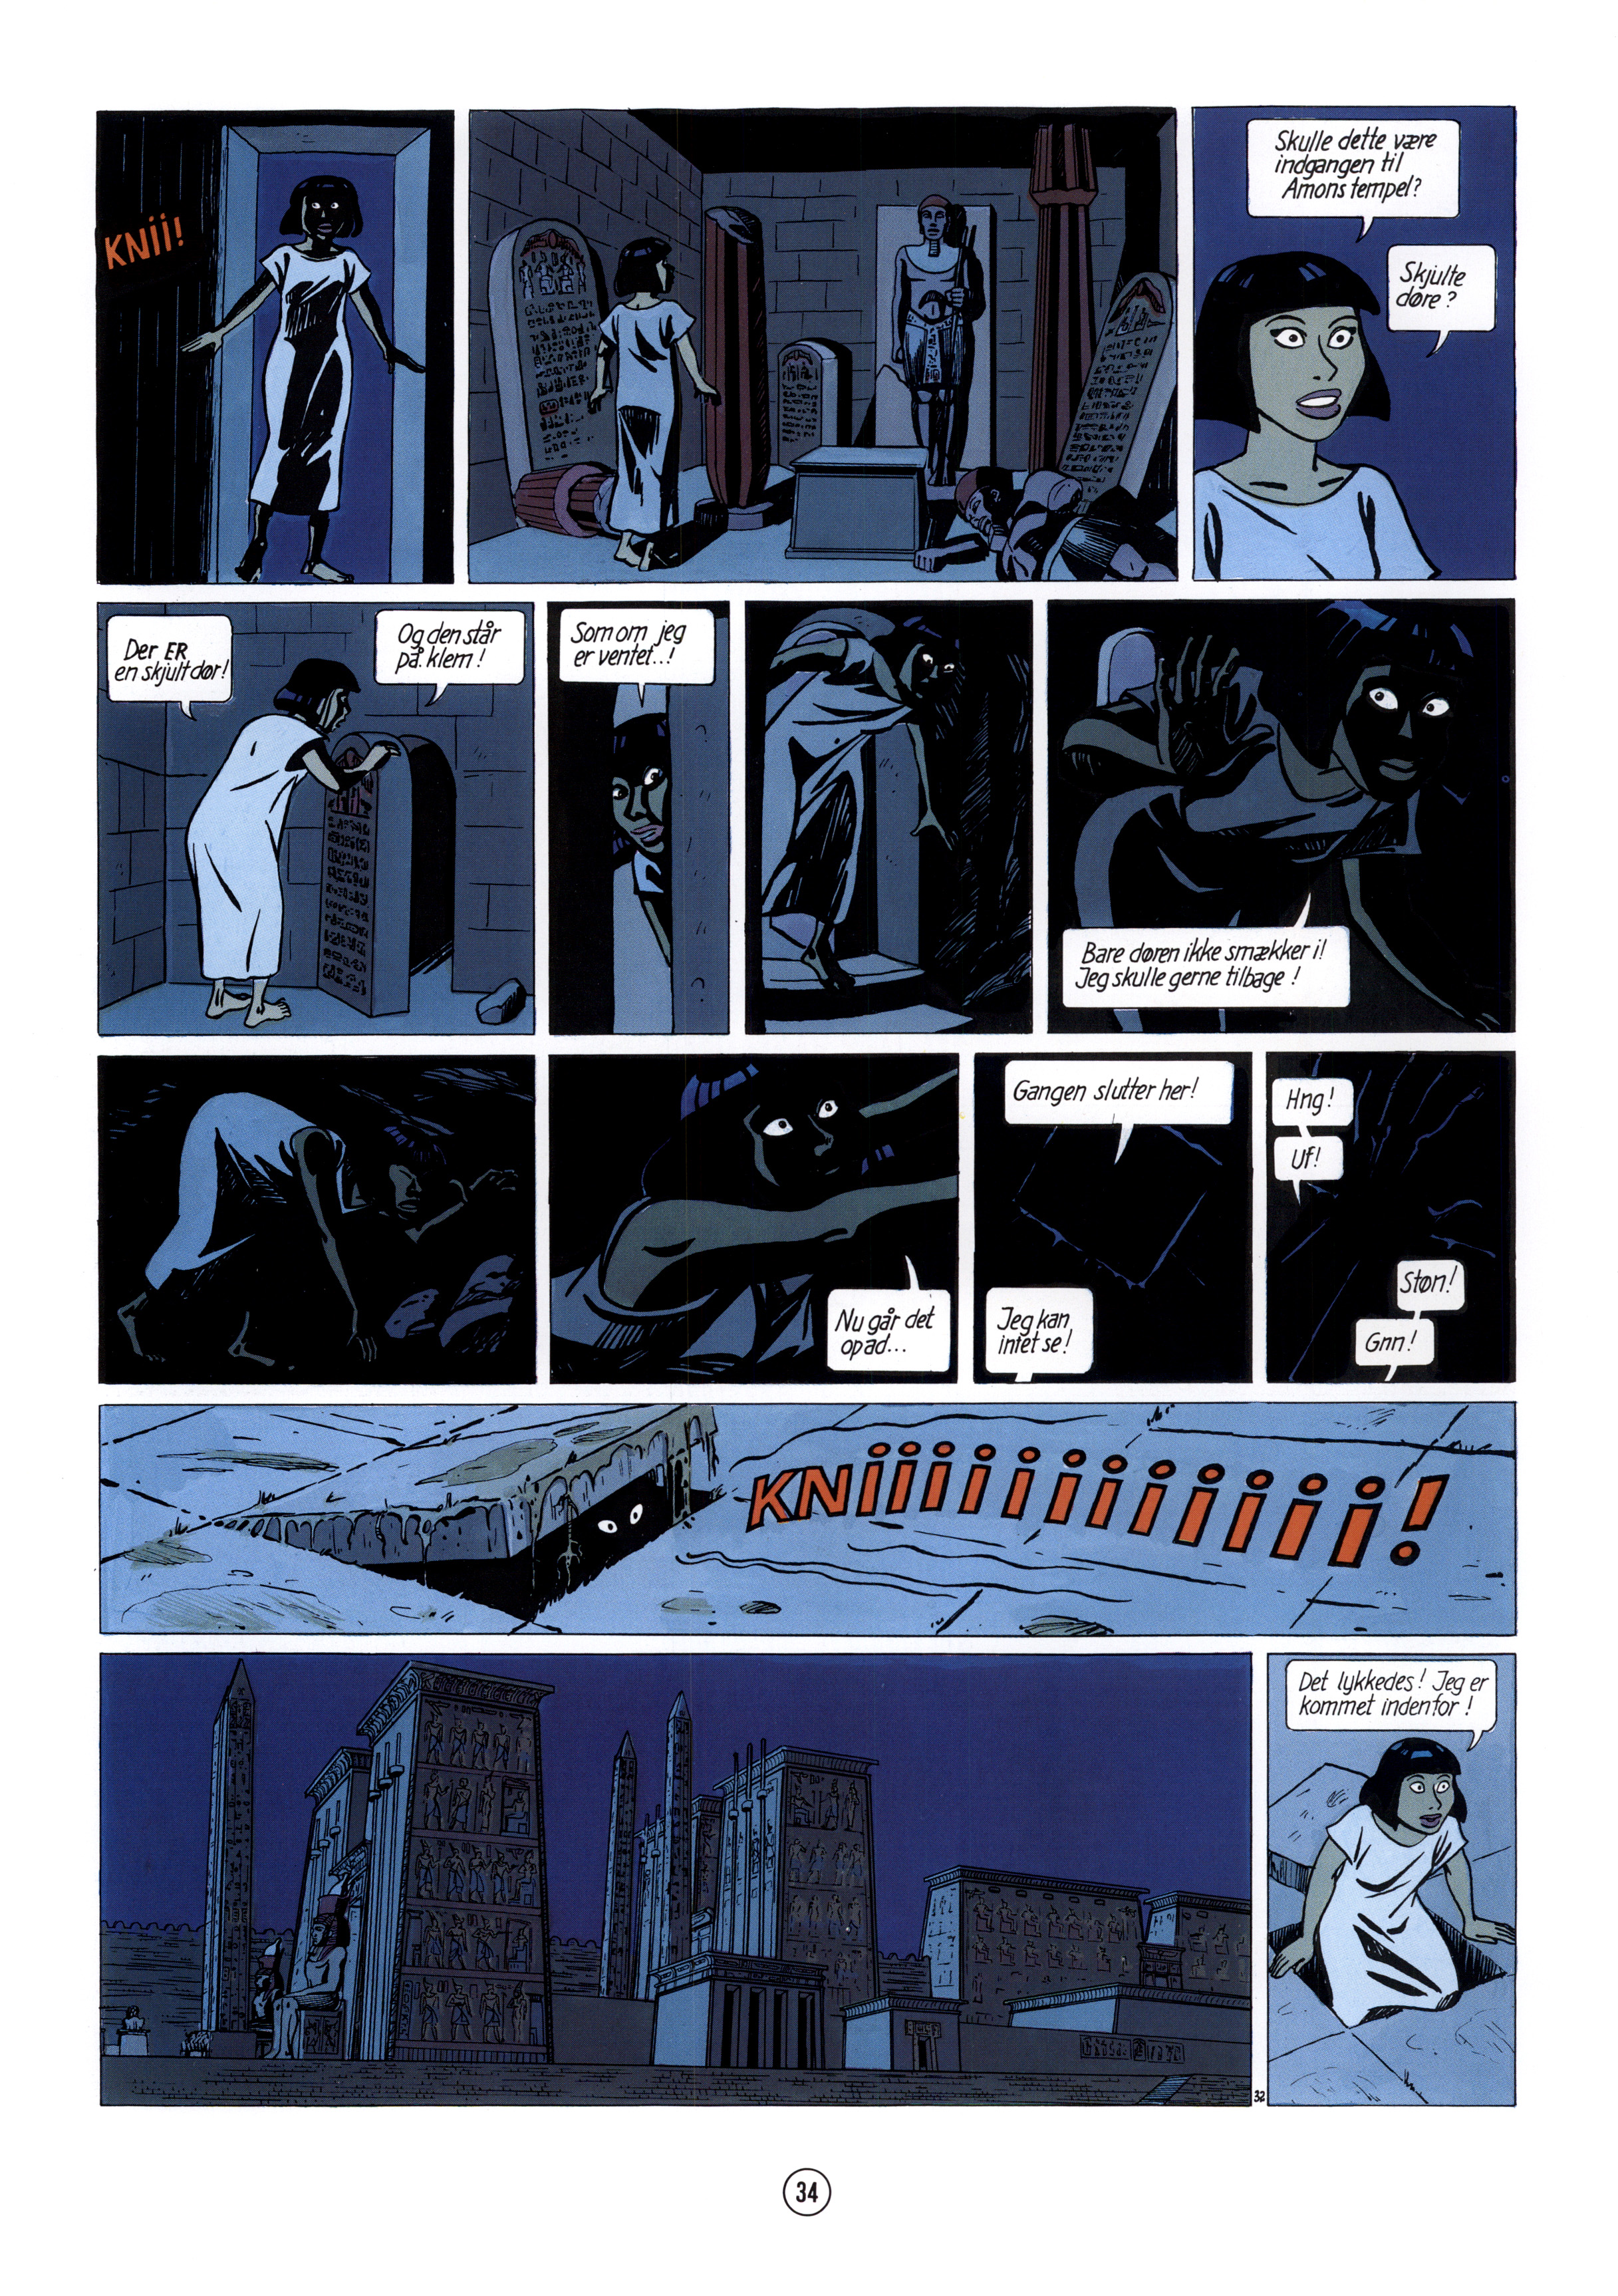 KNii!
Skulle dette være
indgangen til
Amons tempel?
Skjulte
døre?
Der ER
en skjult dør!
Og den står
på klem!
Som om jeg
er ventet..!
Bare døren ikke smækker i!
Jeg skulle gerne tilbage!
Nu går det
opad...
Gangen slutter her!
Jeg kan
intet se!
Hng!
Uf!
Støn!
Gnn!
KNiiiiiiiiiiiii!
Det lykkedes! Jeg er
kommet indenfor!
32
34